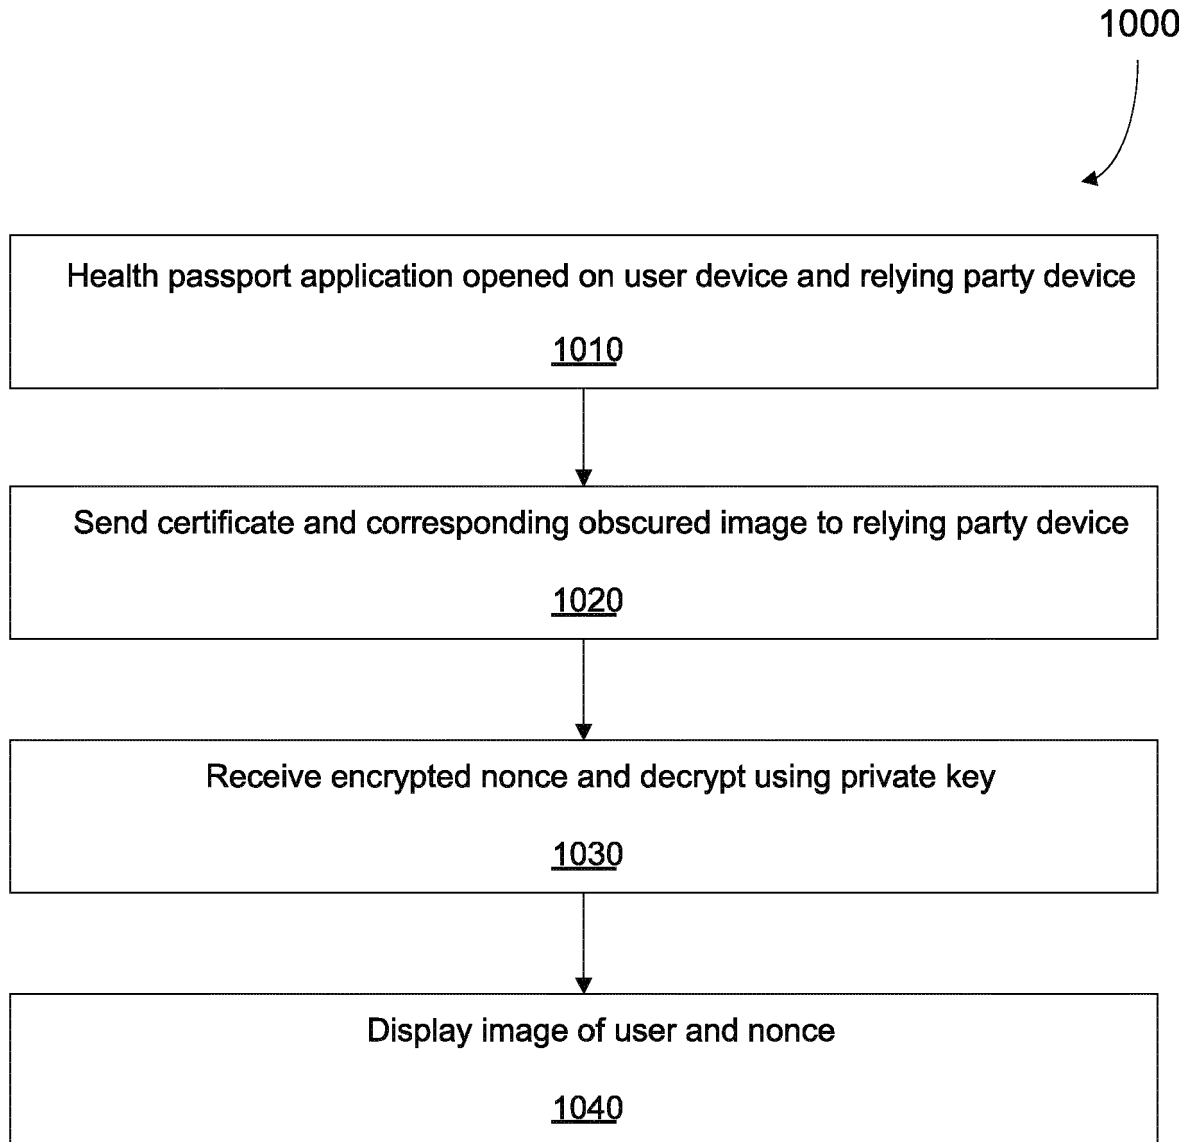 1000
Health passport application opened on user device and relying party device
1010
Send certificate and corresponding obscured image to relying party device
1020
Receive encrypted nonce and decrypt using private key
1030
Display image of user and nonce
1040